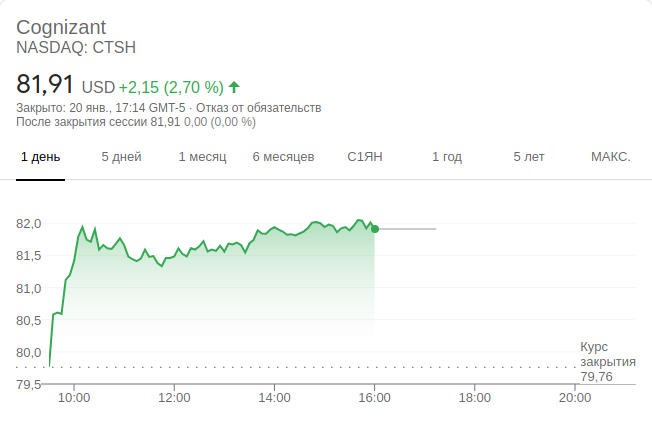 Cognizant
NASDAQ: CTSH
81,91 USD +2,15 (2,70 %)
Закрыто: 20 янв., 17:14 GMT-5 · Отказ от обязательств
После закрытия сессии 81,91 0,00 (0,00 %)
1 день 5 дней 1 месяц 6 месяцев С1ЯН 1 год 5 лет МАКС.
82,0
81,5
81,0
80,5
80,0
79,5
Курс
закрытия
79,76
10:00 12:00 14:00 16:00 18:00 20:00